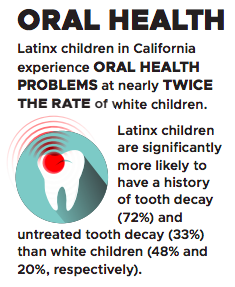 ORAL HEALTH
Latinx children in California
experience ORAL HEALTH
PROBLEMS at nearly TWICE
THE RATE of white children.
Latinx children
are significantly
more likely to
have a history
of tooth decay
(72%) and
untreated tooth decay (33%)
than white children (48% and
20%, respectively).